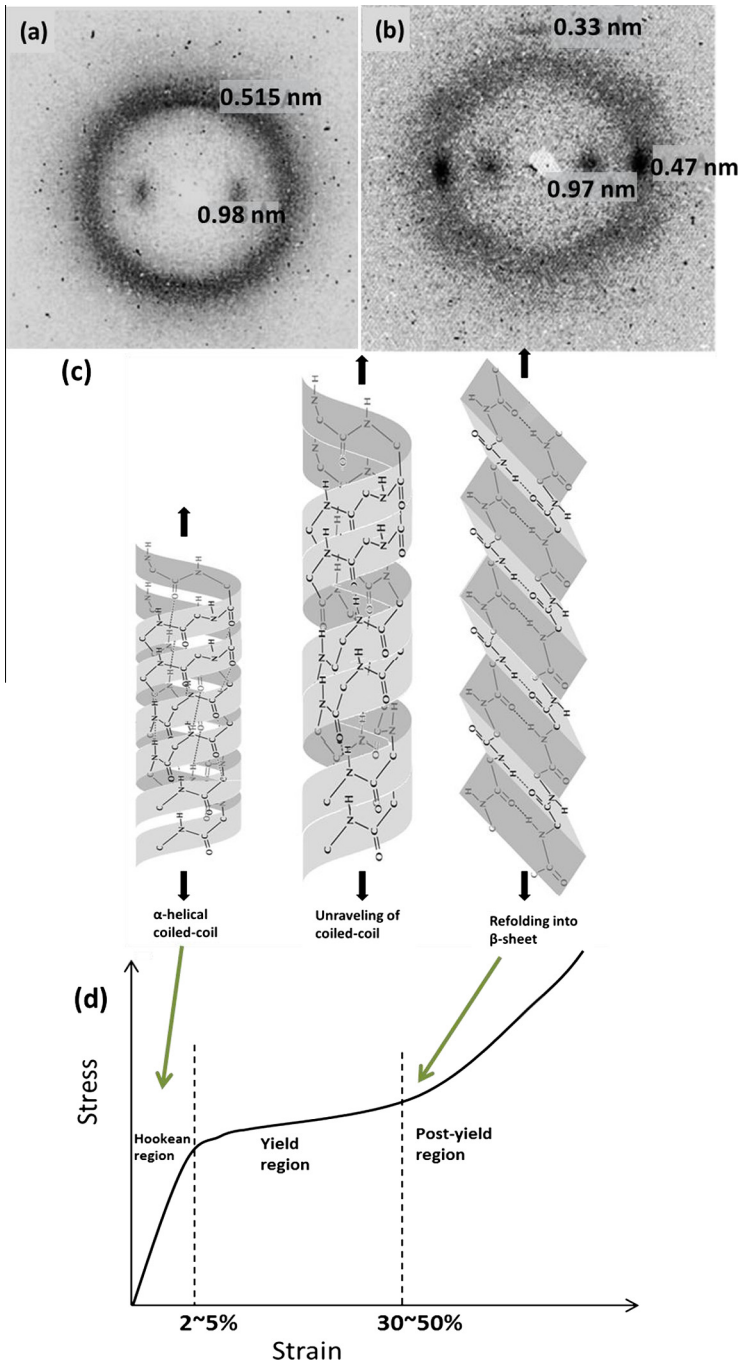 (a)
0.515 nm
0.98 nm
(b)
0.33 nm
0.47 nm
0.97 nm
(c)
α-helical
coiled-coil
Unraveling of
coiled-coil
Refolding into
β-sheet
(d)
Stress
Hookean
region
Yield
region
Post-yield
region
2~5%
30~50%
Strain